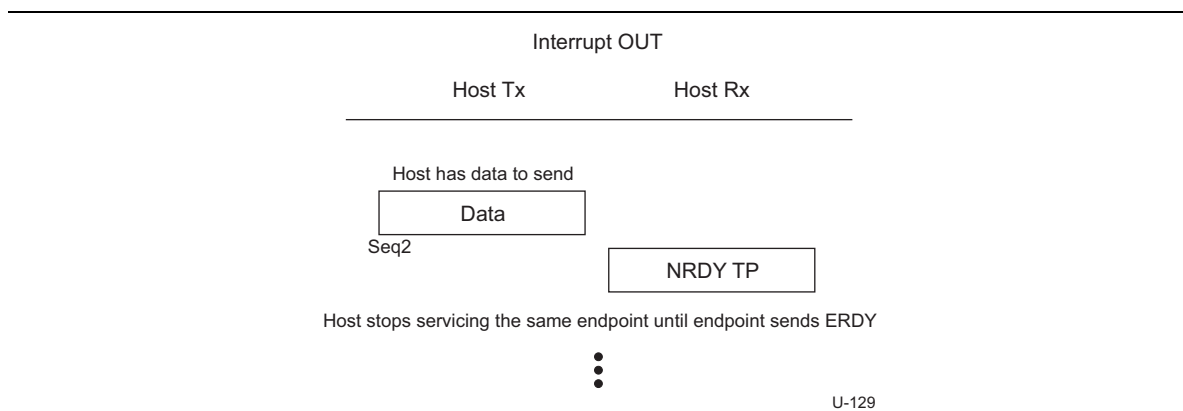 Interrupt OUT
Host Tx Host Rx
Host has data to send
Data
Seq2
NRDY TP
Host stops servicing the same endpoint until endpoint sends ERDY
U-129